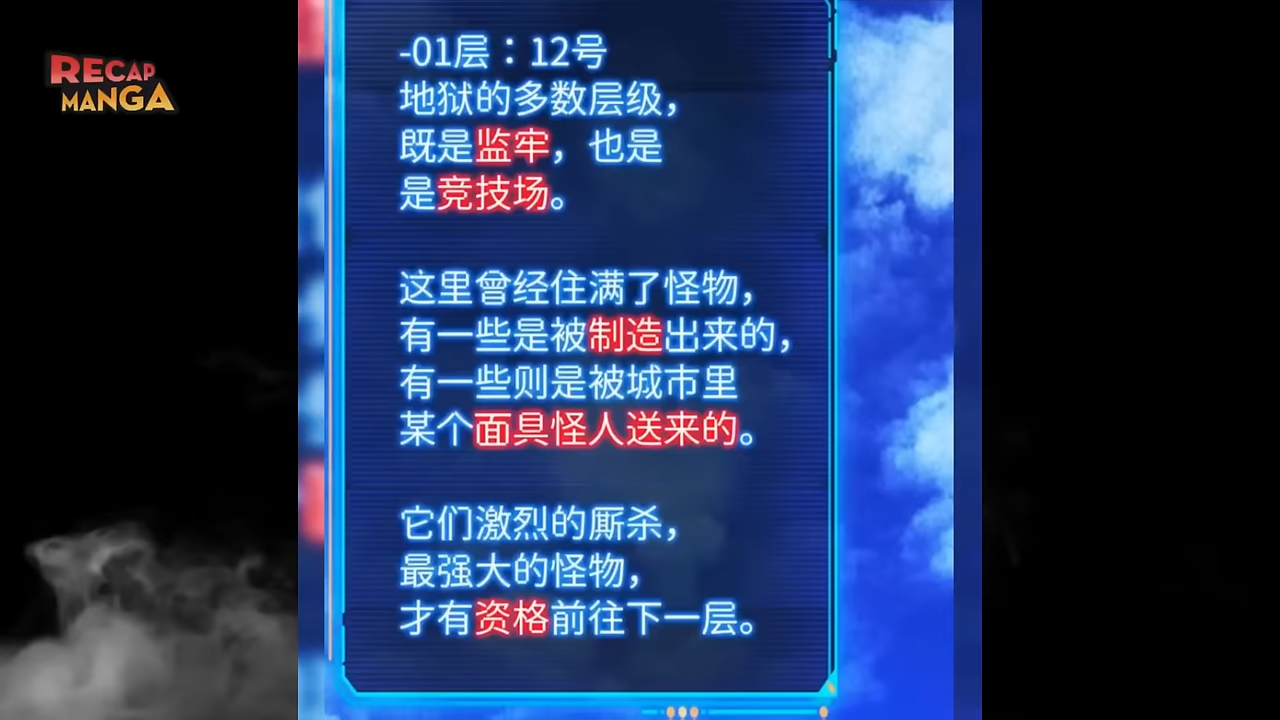 RECAP
MANGA
-01层：12号
地狱的多数层级，
既是监牢，也是
是竞技场。
这里曾经住满了怪物，
有一些是被制造出来的，
有一些则是被城市里
某个面具怪人送来的。
它们激烈的厮杀，
最强大的怪物，
才有资格前往下一层。